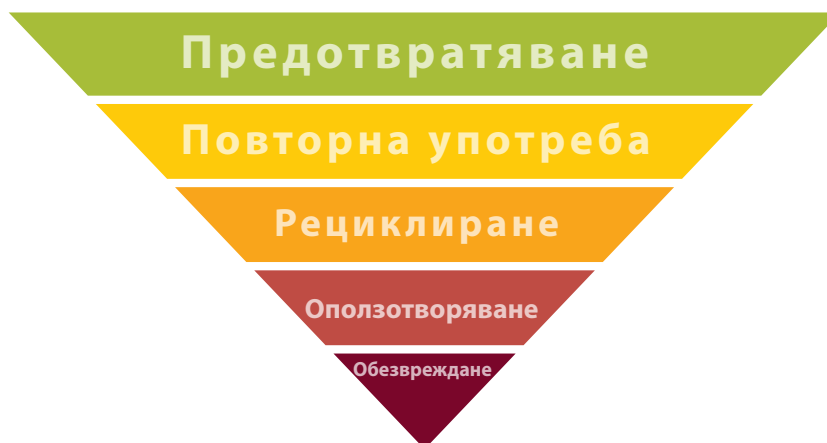 Предотвратяване
Повторна употреба
Рециклиране
Оползотворяване
Обезвреждане